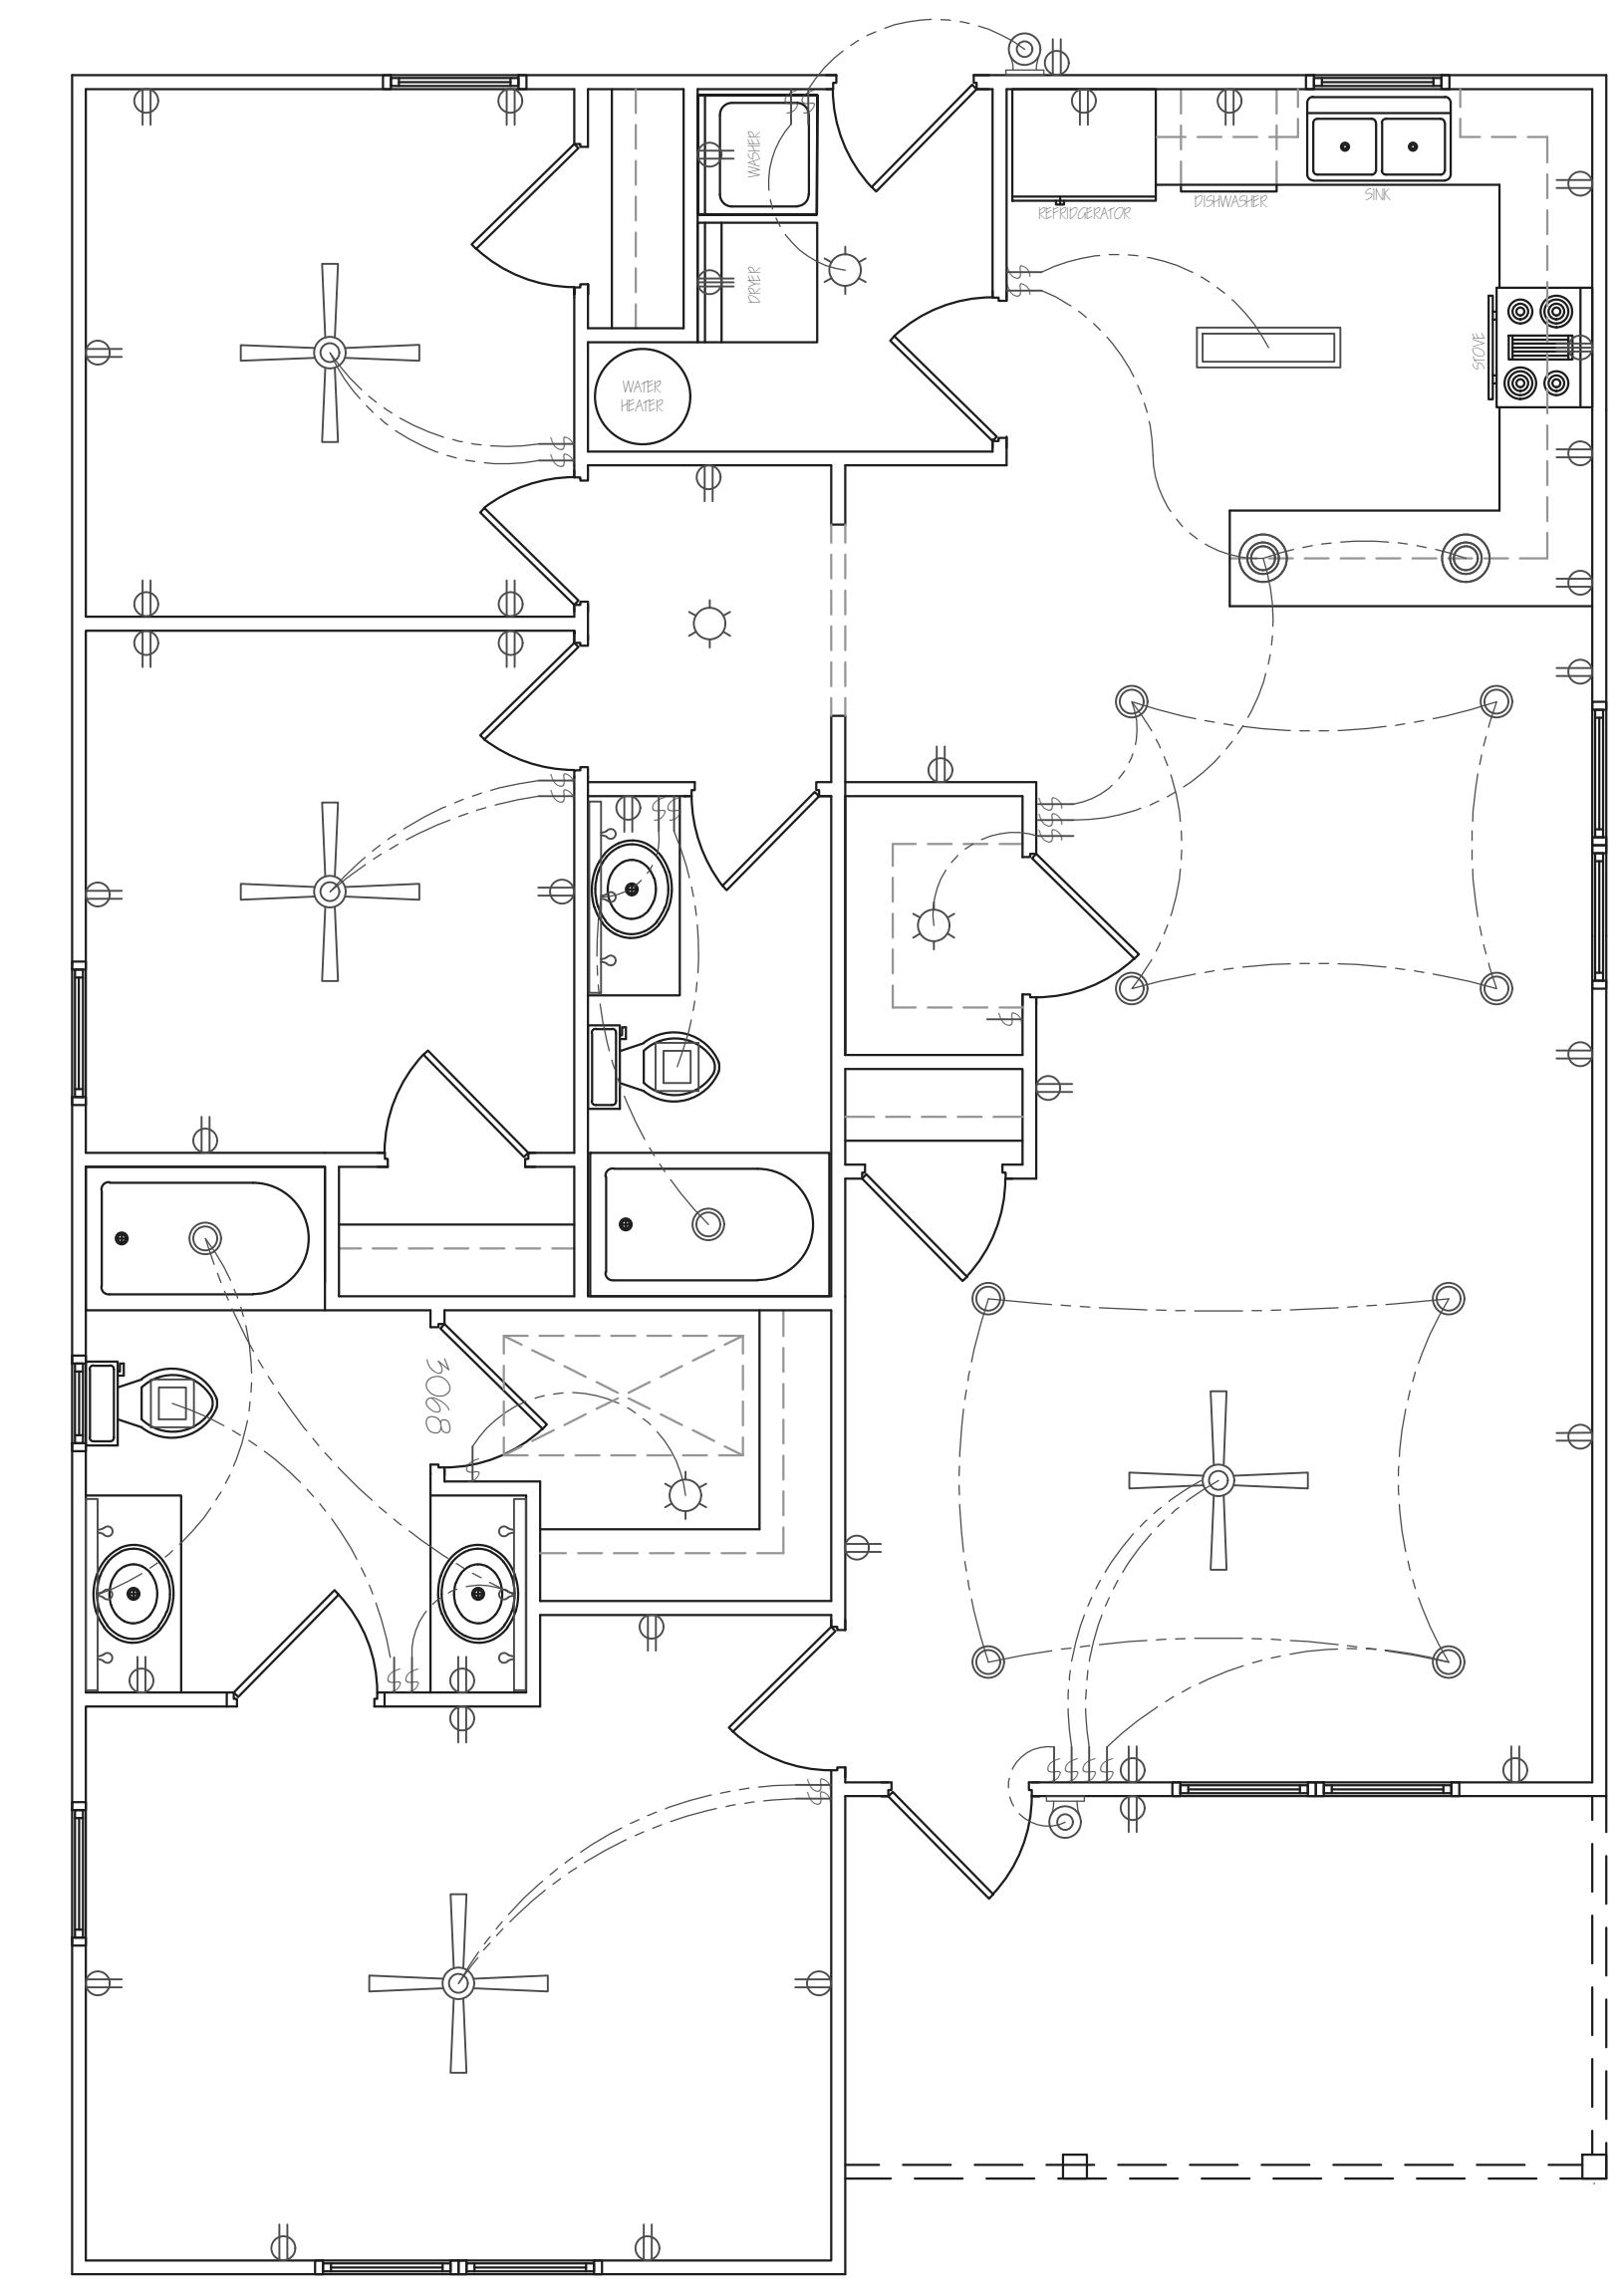 WASHER
DRYER
REFRIDGERATOR
DISHWASHER
SINK
STOVE
WATER
HEATER
3068